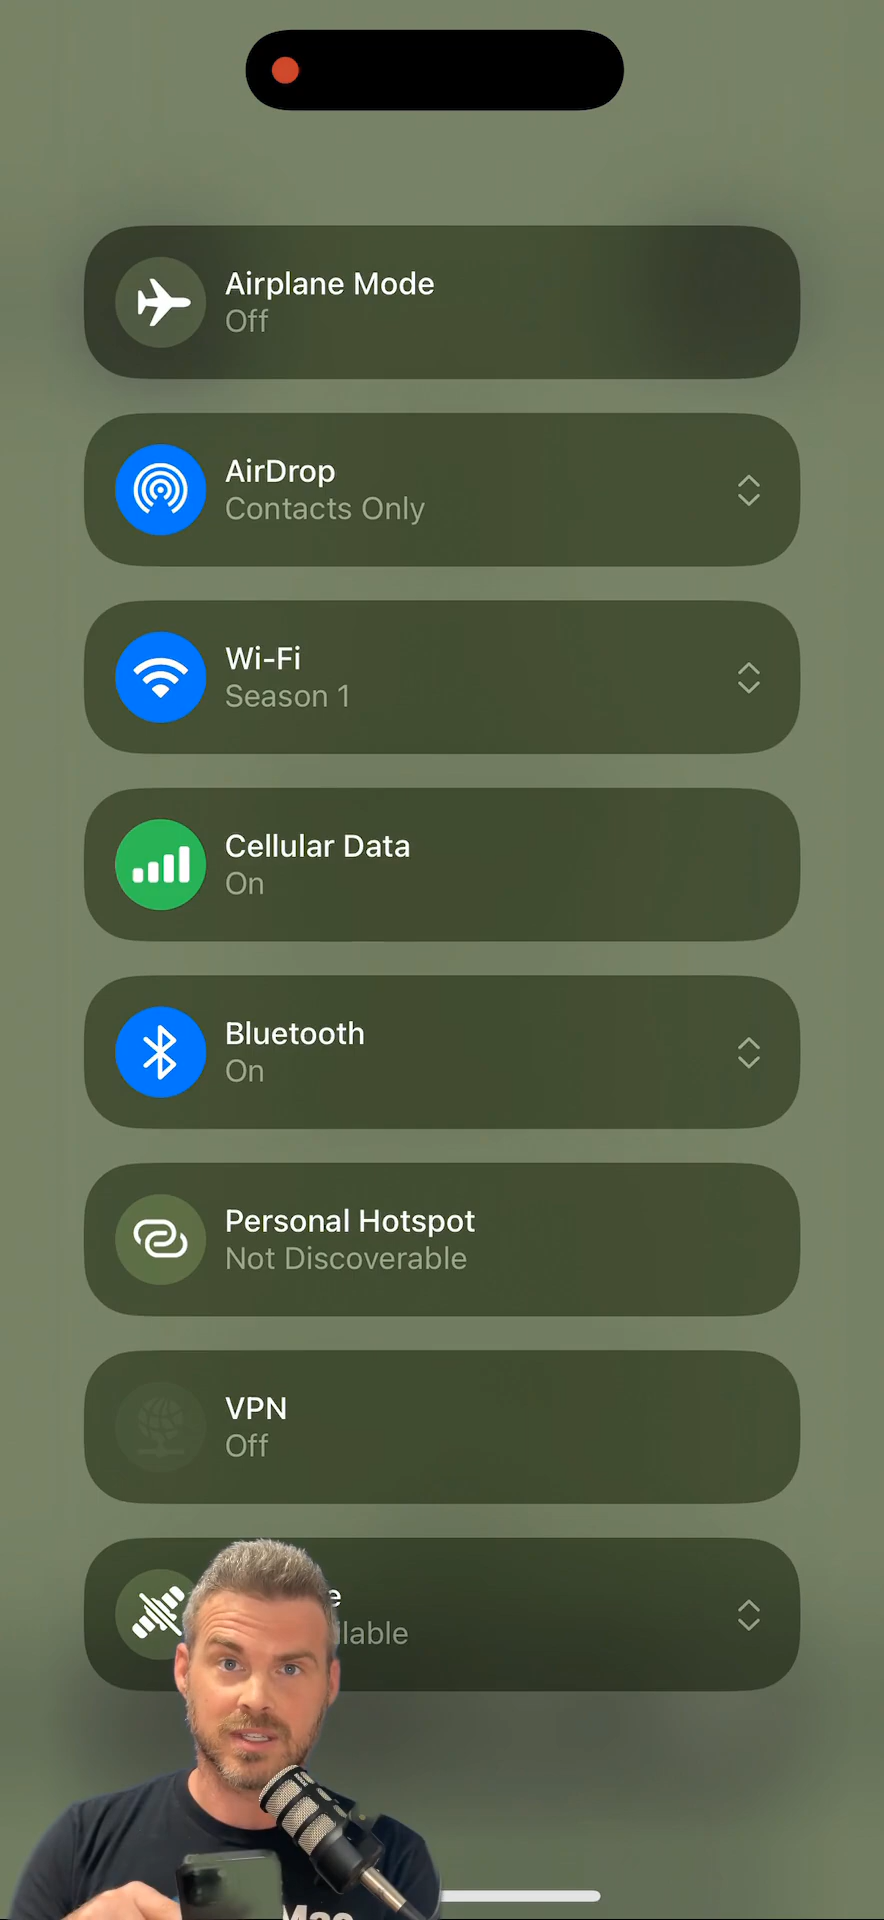 Airplane Mode
Off
AirDrop
Contacts Only
Wi-Fi
Season 1
Cellular Data
On
Bluetooth
On
Personal Hotspot
Not Discoverable
VPN
Off